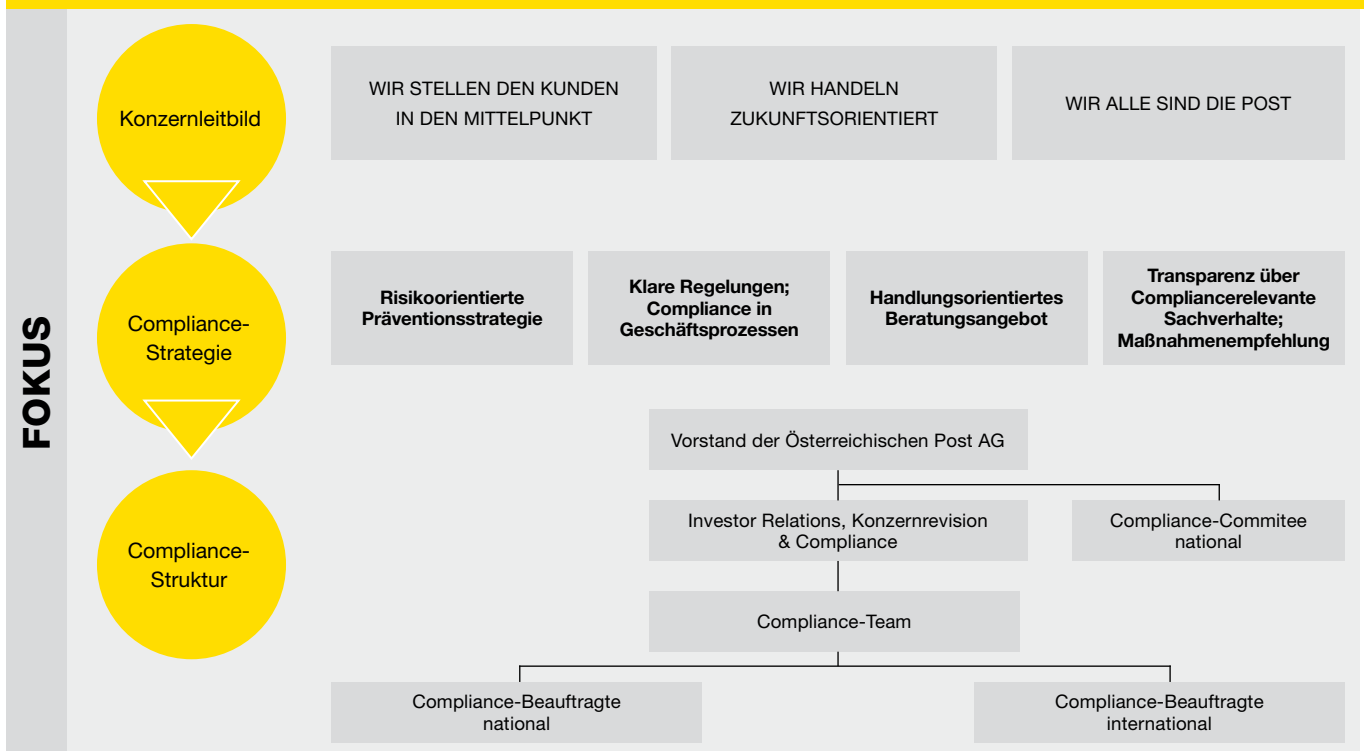 FOKUS
Konzernleitbild
WIR STELLEN DEN KUNDEN
IN DEN MITTELPUNKT
WIR HANDELN
ZUKUNFTSORIENTIERT
WIR ALLE SIND DIE POST
Compliance-
Strategie
Risikoorientierte
Präventionsstrategie
Klare Regelungen;
Compliance in
Geschäftsprozessen
Handlungsorientiertes
Beratungsangebot
Transparenz über
Compliancerelevante
Sachverhalte;
Maßnahmenempfehlung
Compliance-
Struktur
Vorstand der Österreichischen Post AG
Investor Relations, Konzernrevision
& Compliance
Compliance-Commitee
national
Compliance-Team
Compliance-Beauftragte
national
Compliance-Beauftragte
international